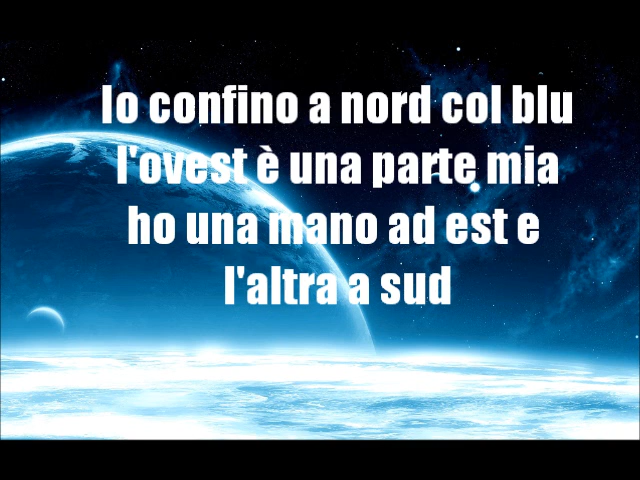 Io confino a nord col blu
l'ovest è una parte mia
ho una mano ad est e
l'altra a sud